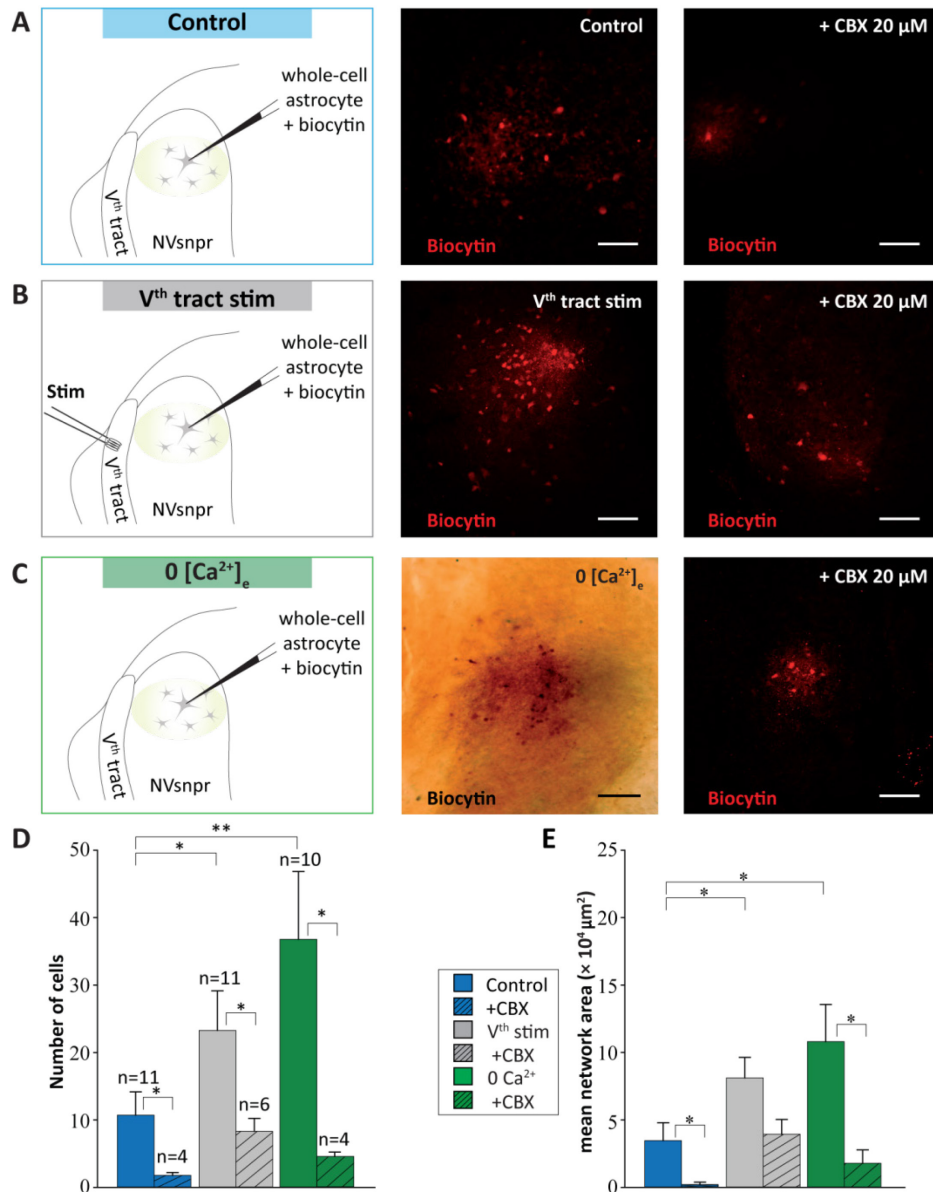 A
Control
whole-cell
astrocyte
+ biocytin
Vth tract
NVsnpr
Control
Biocytin
+ CBX 20 µM
Biocytin
B
Vth tract stim
whole-cell
astrocyte
+ biocytin
Stim
Vth tract
NVsnpr
Vth tract stim
Biocytin
+ CBX 20 µM
Biocytin
C
0 [Ca2+]e
whole-cell
astrocyte
+ biocytin
Vth tract
NVsnpr
0 [Ca2+]e
Biocytin
+ CBX 20 µM
Biocytin
D
Number of cells
50
40
30
20
10
0
**
*
n=10
*
n=11
*
n=6
n=11
*
n=4
n=4
Control
+CBX
Vth stim
+CBX
0 Ca2+
+CBX
E
mean network area (× 10⁴ µm²)
25
20
15
10
5
0
*
*
*
*